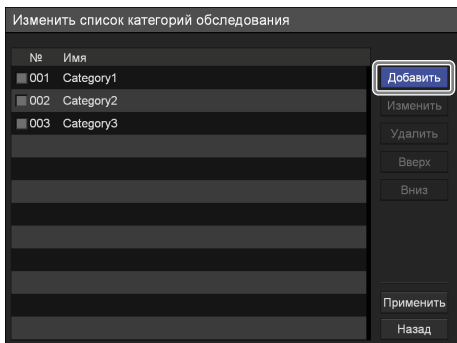 Изменить список категорий обследования
№ Имя
001 Category1
002 Category2
003 Category3
Добавить
Изменить
Удалить
Вверх
Вниз
Применить
Назад